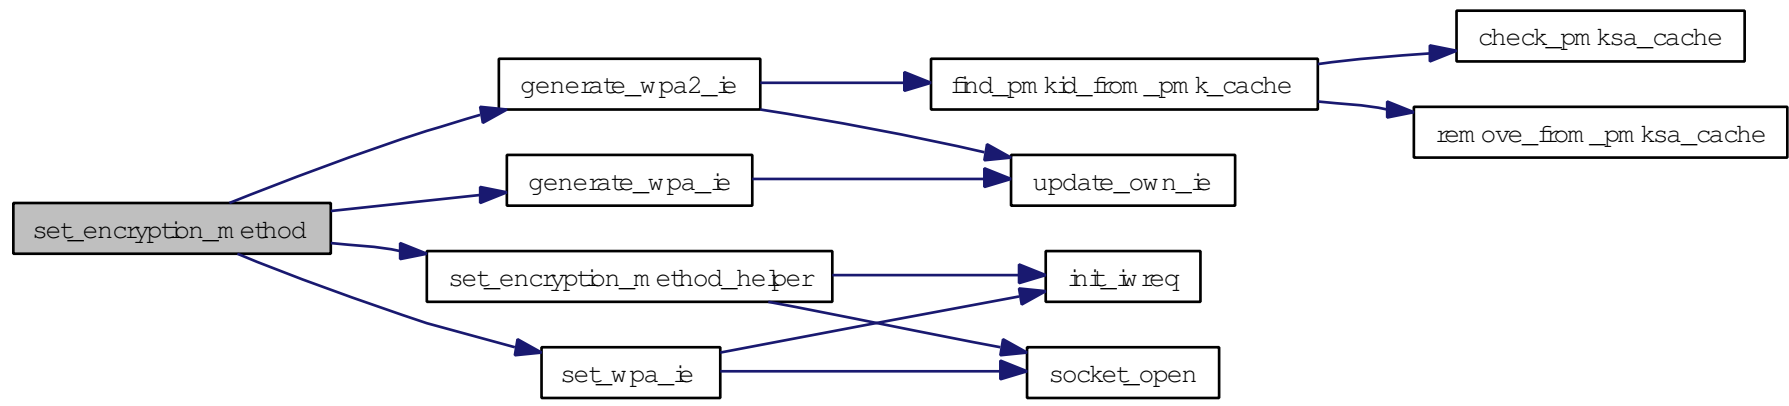 check_pmksa_cache
generate_wpa2_ie
find_pmkid_from_pmk_cache
remove_from_pmksa_cache
generate_wpa_ie
update_own_ie
set_encryption_method
set_encryption_method_helper
init_iwreq
set_wpa_ie
socket_open